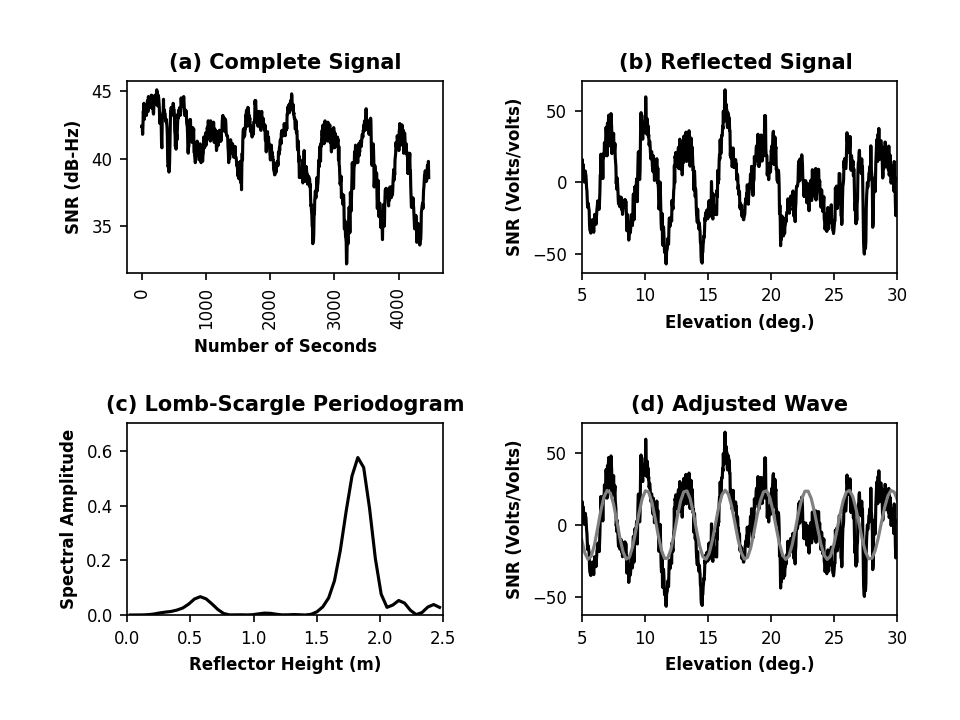 (a) Complete Signal
SNR (dB-Hz)
45
40
35
0
1000
2000
3000
4000
Number of Seconds
(b) Reflected Signal
SNR (Volts/volts)
50
0
−50
5 10 15 20 25 30
Elevation (deg.)
(c) Lomb-Scargle Periodogram
Spectral Amplitude
0.6
0.4
0.2
0.0
0.0 0.5 1.0 1.5 2.0 2.5
Reflector Height (m)
(d) Adjusted Wave
SNR (Volts/Volts)
50
0
−50
5 10 15 20 25 30
Elevation (deg.)